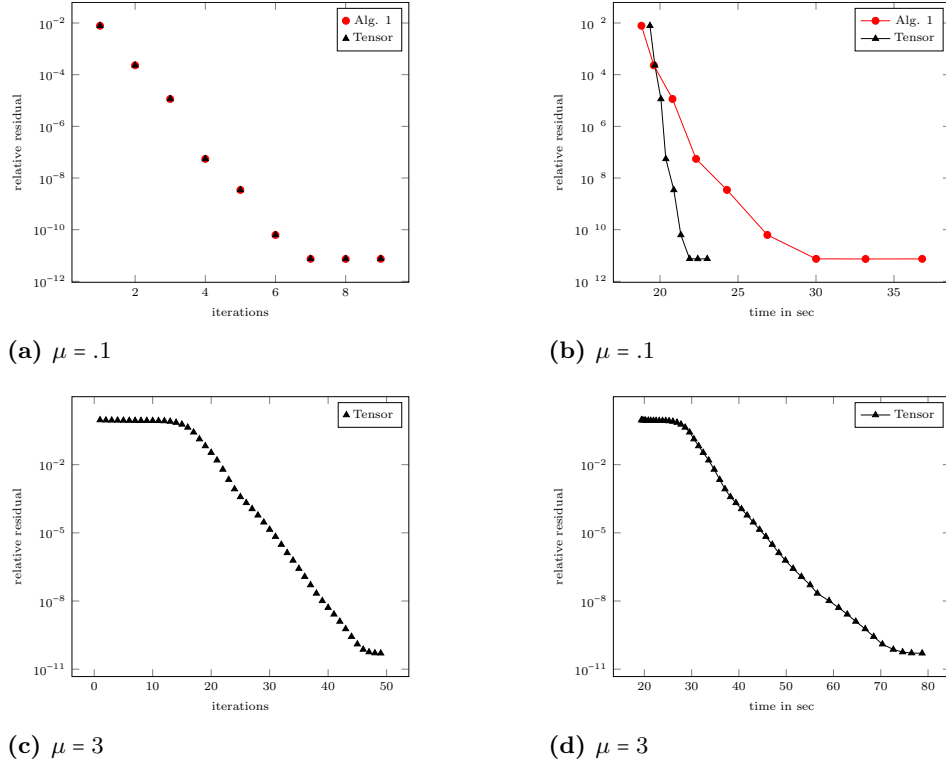 10⁻²
10⁻⁴
10⁻⁶
10⁻⁸
10⁻¹⁰
10⁻¹²
relative residual
Alg. 1
Tensor
2 4 6 8
iterations
(a) μ = .1
10 ²
10 ⁴
10 ⁶
10 ⁸
10 ¹⁰
10 ¹²
relative residual
Alg. 1
Tensor
20 25 30 35
time in sec
(b) μ = .1
10⁻²
10⁻⁵
10⁻⁸
10⁻¹¹
relative residual
Tensor
0 10 20 30 40 50
iterations
(c) μ = 3
10⁻²
10⁻⁵
10⁻⁸
10⁻¹¹
relative residual
Tensor
20 30 40 50 60 70 80
time in sec
(d) μ = 3